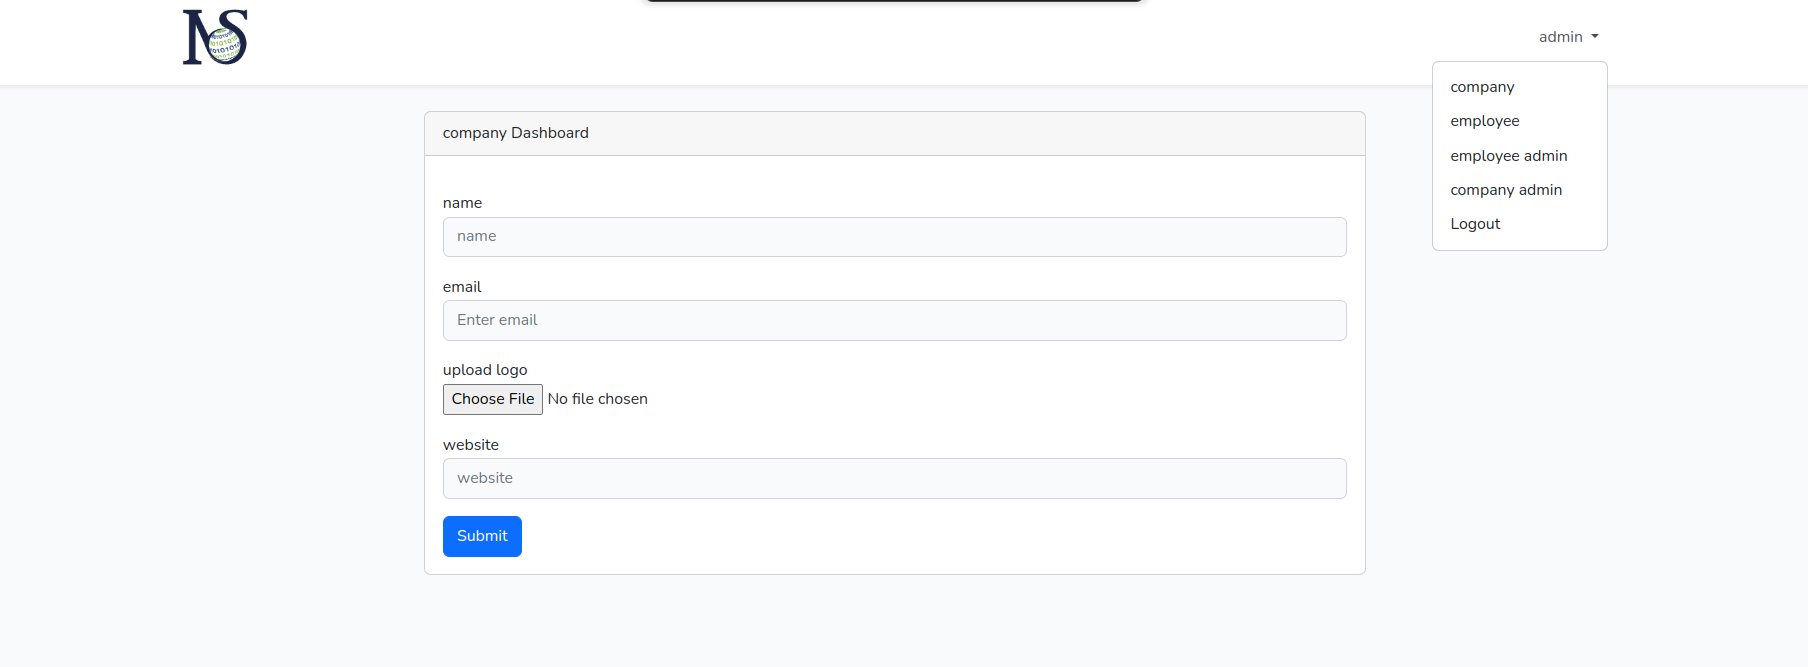 MS
admin
company
employee
employee admin
company admin
Logout
company Dashboard
name
name
email
Enter email
upload logo
Choose File No file chosen
website
website
Submit